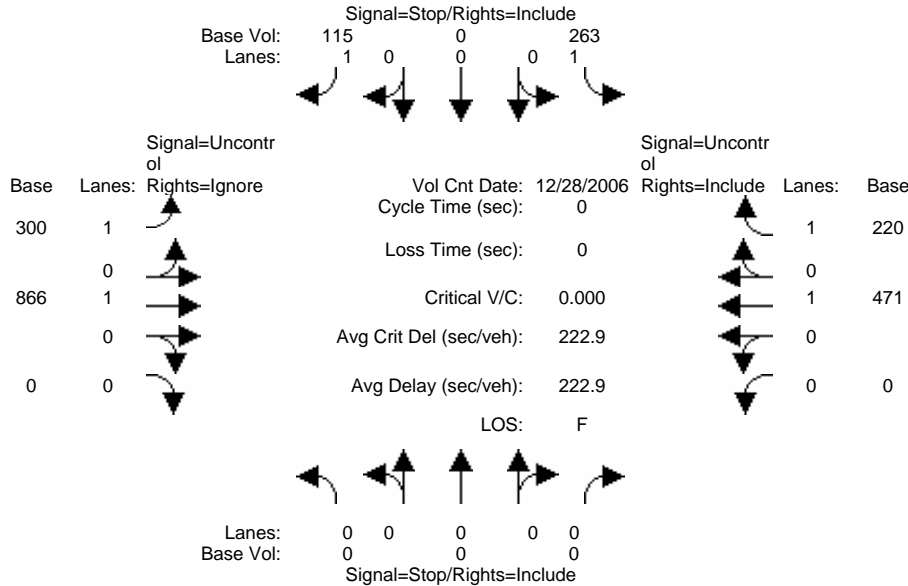 Signal=Stop/Rights=Include
Base Vol: 115 0 263
Lanes: 1 0 0 0 1
Signal=Uncontr
ol
Signal=Uncontr
ol
Base Lanes: Rights=Ignore Vol Cnt Date: 12/28/2006 Rights=Include Lanes: Base
Cycle Time (sec): 0
300 1 1 220
Loss Time (sec): 0
0 0
866 1 Critical V/C: 0.000 1 471
0 Avg Crit Del (sec/veh): 222.9 0
0 0 Avg Delay (sec/veh): 222.9 0 0
LOS: F
Lanes: 0 0 0 0 0
Base Vol: 0 0 0
Signal=Stop/Rights=Include